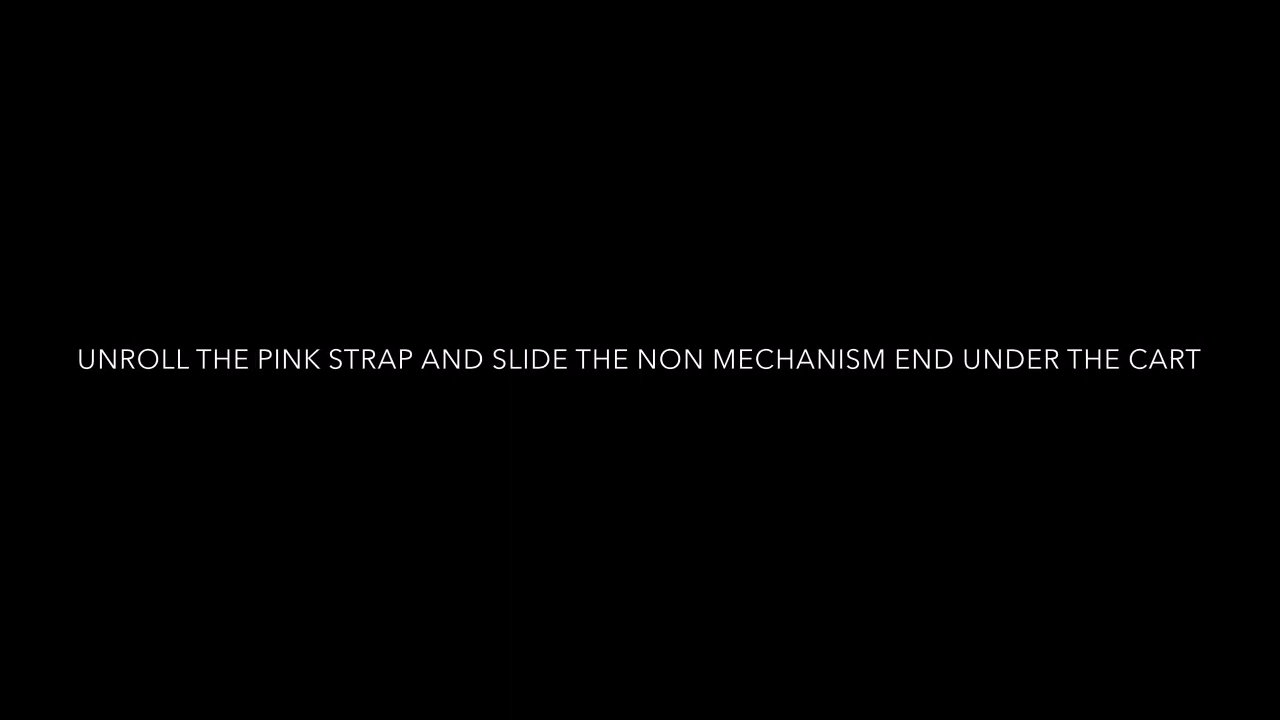 UNROLL THE PINK STRAP AND SLIDE THE NON MECHANISM END UNDER THE CART